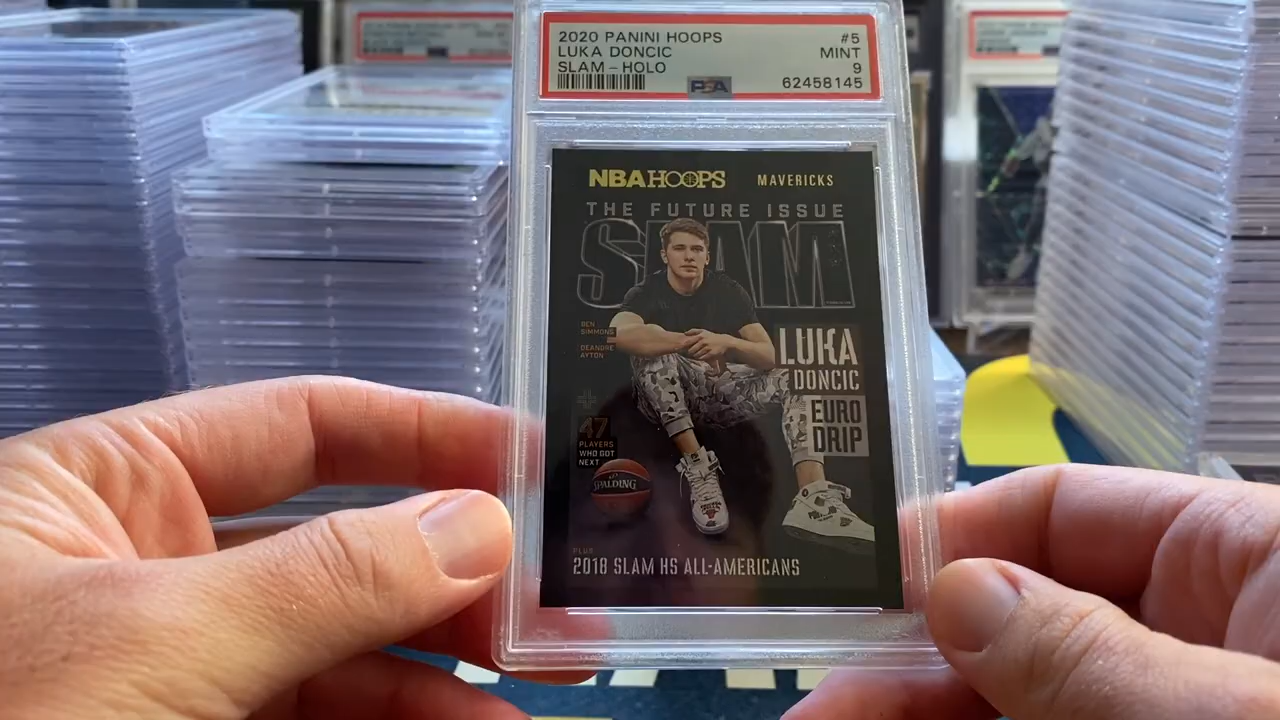 2020 PANINI HOOPS #5
LUKA DONCIC MINT
SLAM - HOLO 9
PSA 62458145
NBA HOOPS MAVERICKS
THE FUTURE ISSUE
SLAM
BEN
SIMMONS
DEANDRE
AYTON
+
47
PLAYERS
WHO GOT
NEXT
LUKA
DONCIC
EURO
DRIP
SPALDING
PLUS
2018 SLAM HS ALL-AMERICANS